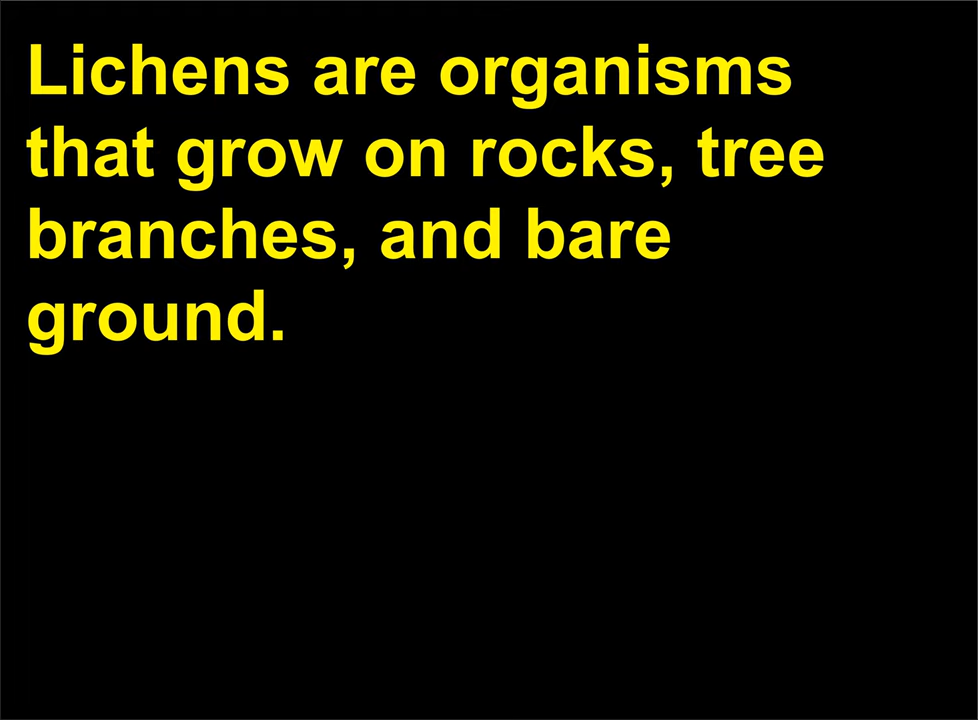 Lichens are organisms
that grow on rocks, tree
branches, and bare
ground.